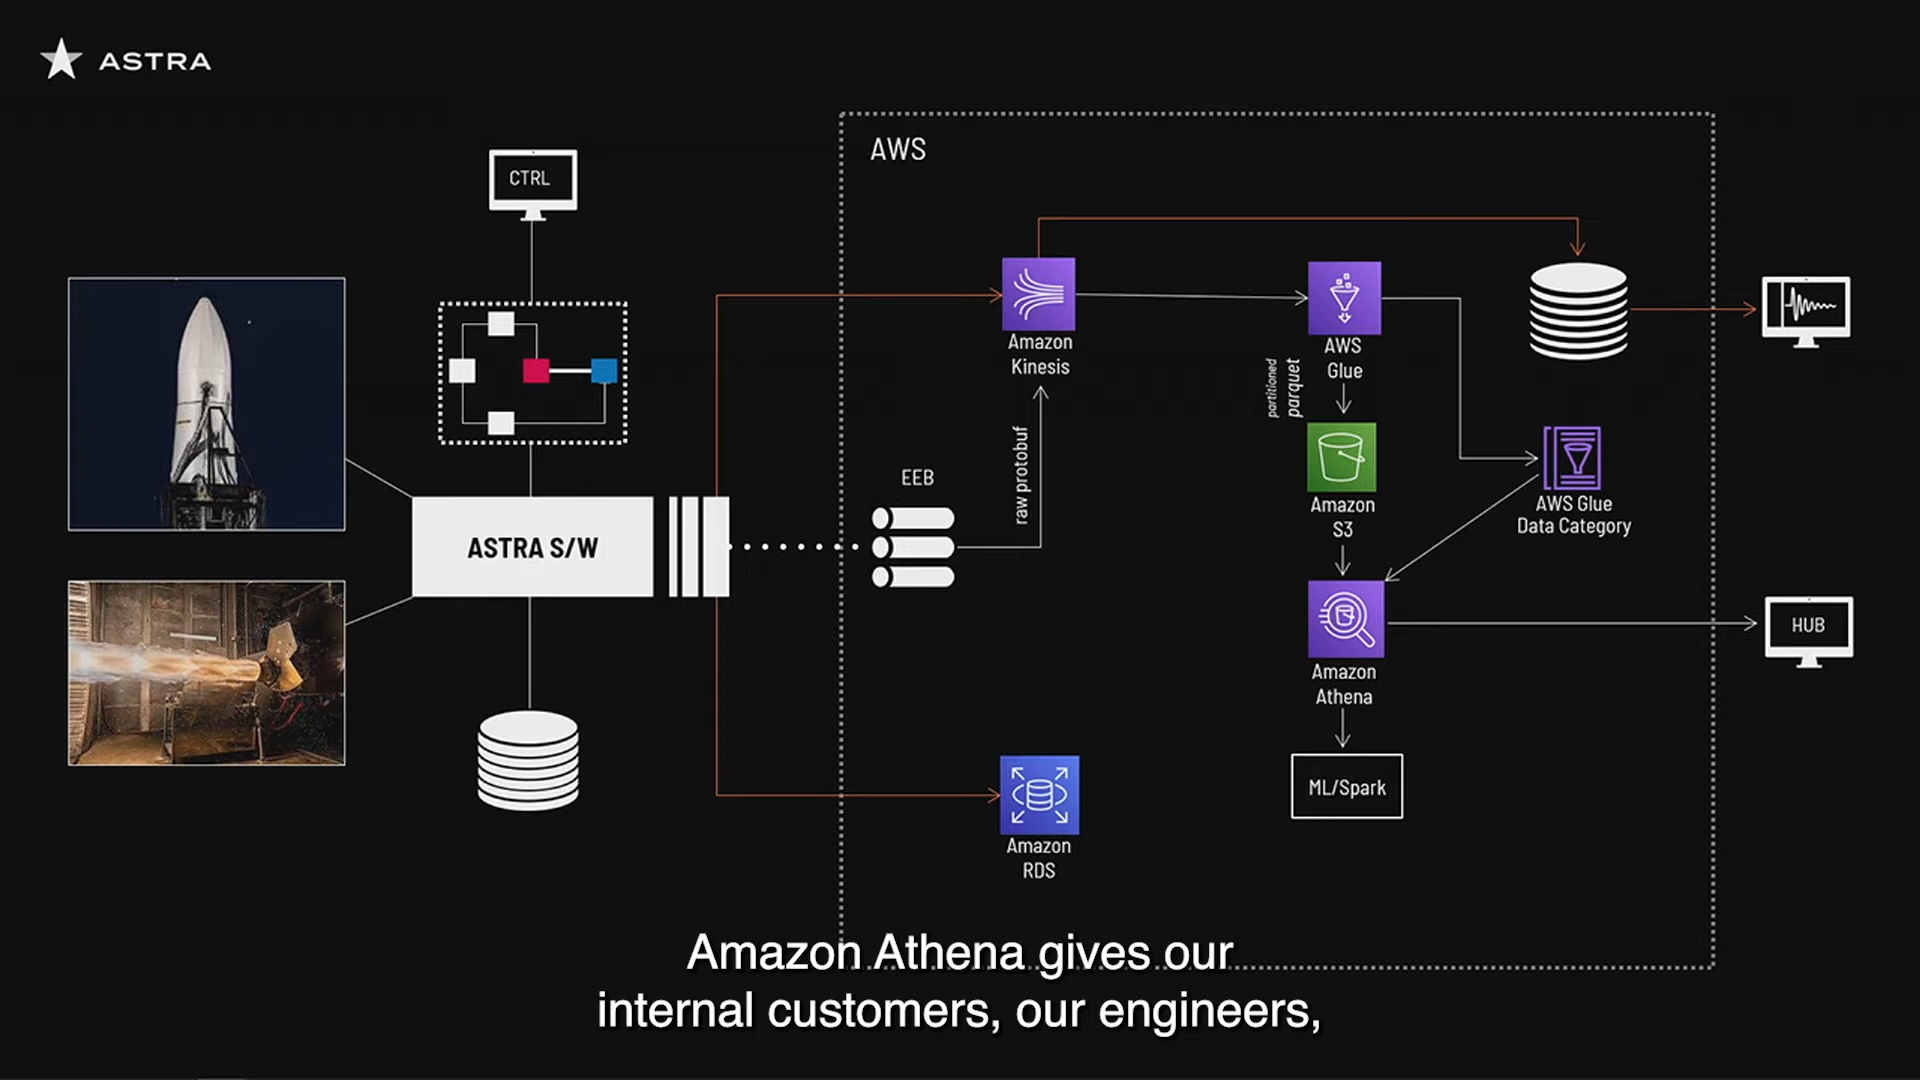 ASTRA
AWS
CTRL
Amazon
Kinesis
AWS
Glue
partitioned
parquet
EEB
raw protobuf
Amazon
S3
AWS Glue
Data Category
ASTRA S/W
HUB
Amazon
Athena
ML/Spark
Amazon
RDS
Amazon Athena gives our
internal customers, our engineers,